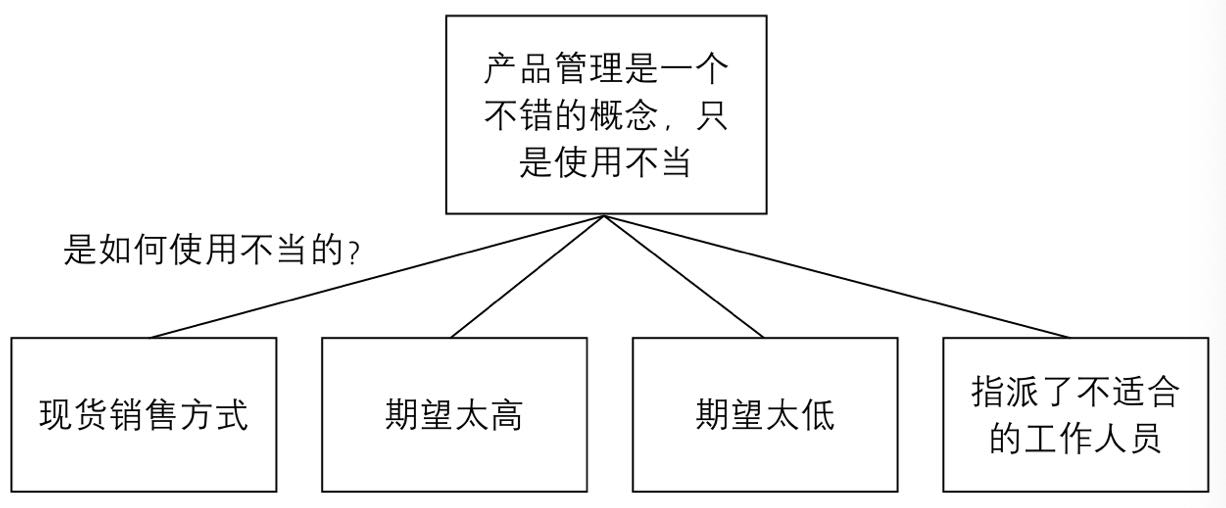 产品管理是一个
不错的概念，只
是使用不当
是如何使用不当的？
现货销售方式
期望太高
期望太低
指派了不适合
的工作人员